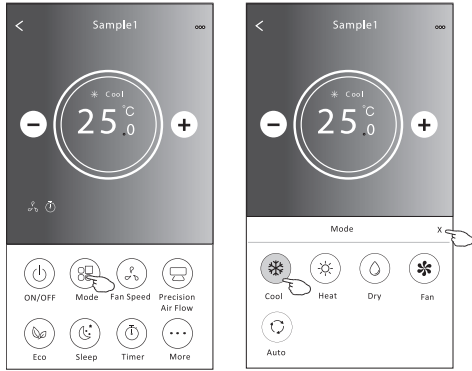 Sample1
Cool
25.0°C
ON/OFF
Mode
Fan Speed
Precision
Air Flow
Eco
Sleep
Timer
More
Sample1
Cool
25.0°C
Mode
X
Cool
Heat
Dry
Fan
Auto